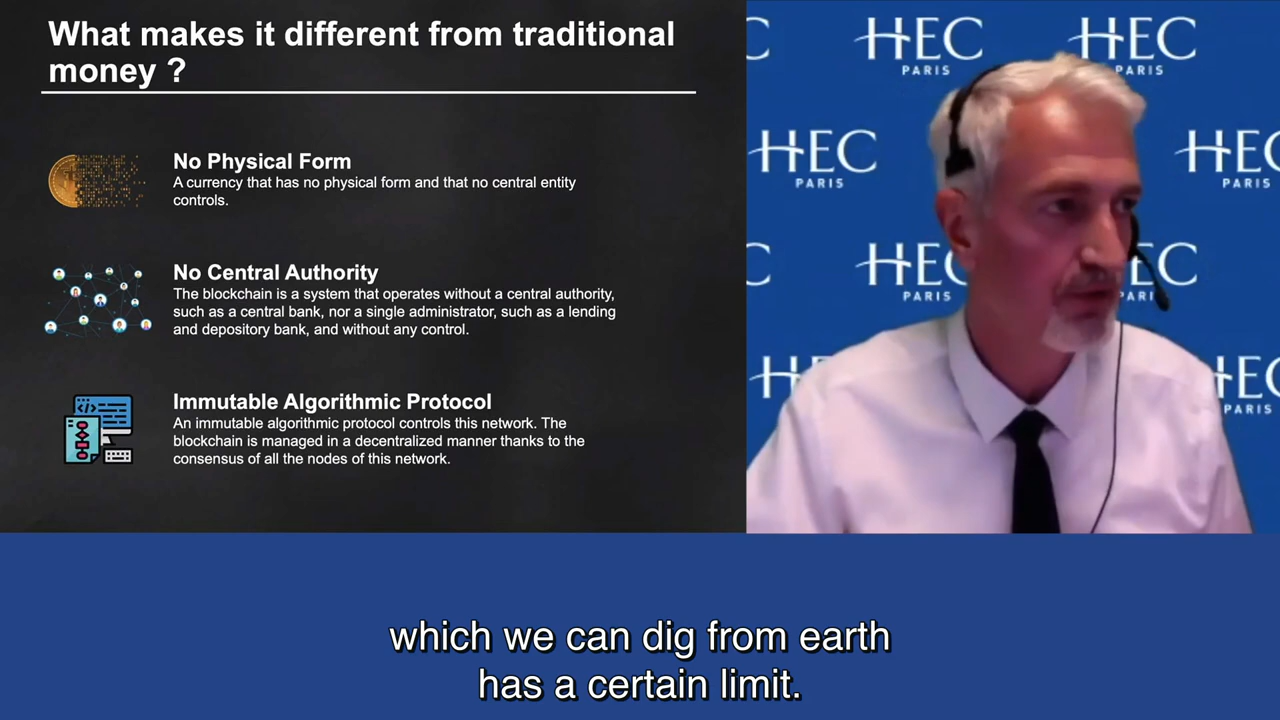 What makes it different from traditional
money ?
No Physical Form
A currency that has no physical form and that no central entity
controls.
No Central Authority
The blockchain is a system that operates without a central authority,
such as a central bank, nor a single administrator, such as a lending
and depository bank, and without any control.
Immutable Algorithmic Protocol
An immutable algorithmic protocol controls this network. The
blockchain is managed in a decentralized manner thanks to the
consensus of all the nodes of this network.
HEC
PARIS
HEC
PARIS
HEC
PARIS
HEC
PARIS
HEC
PARIS
HEC
PARIS
which we can dig from earth
has a certain limit.